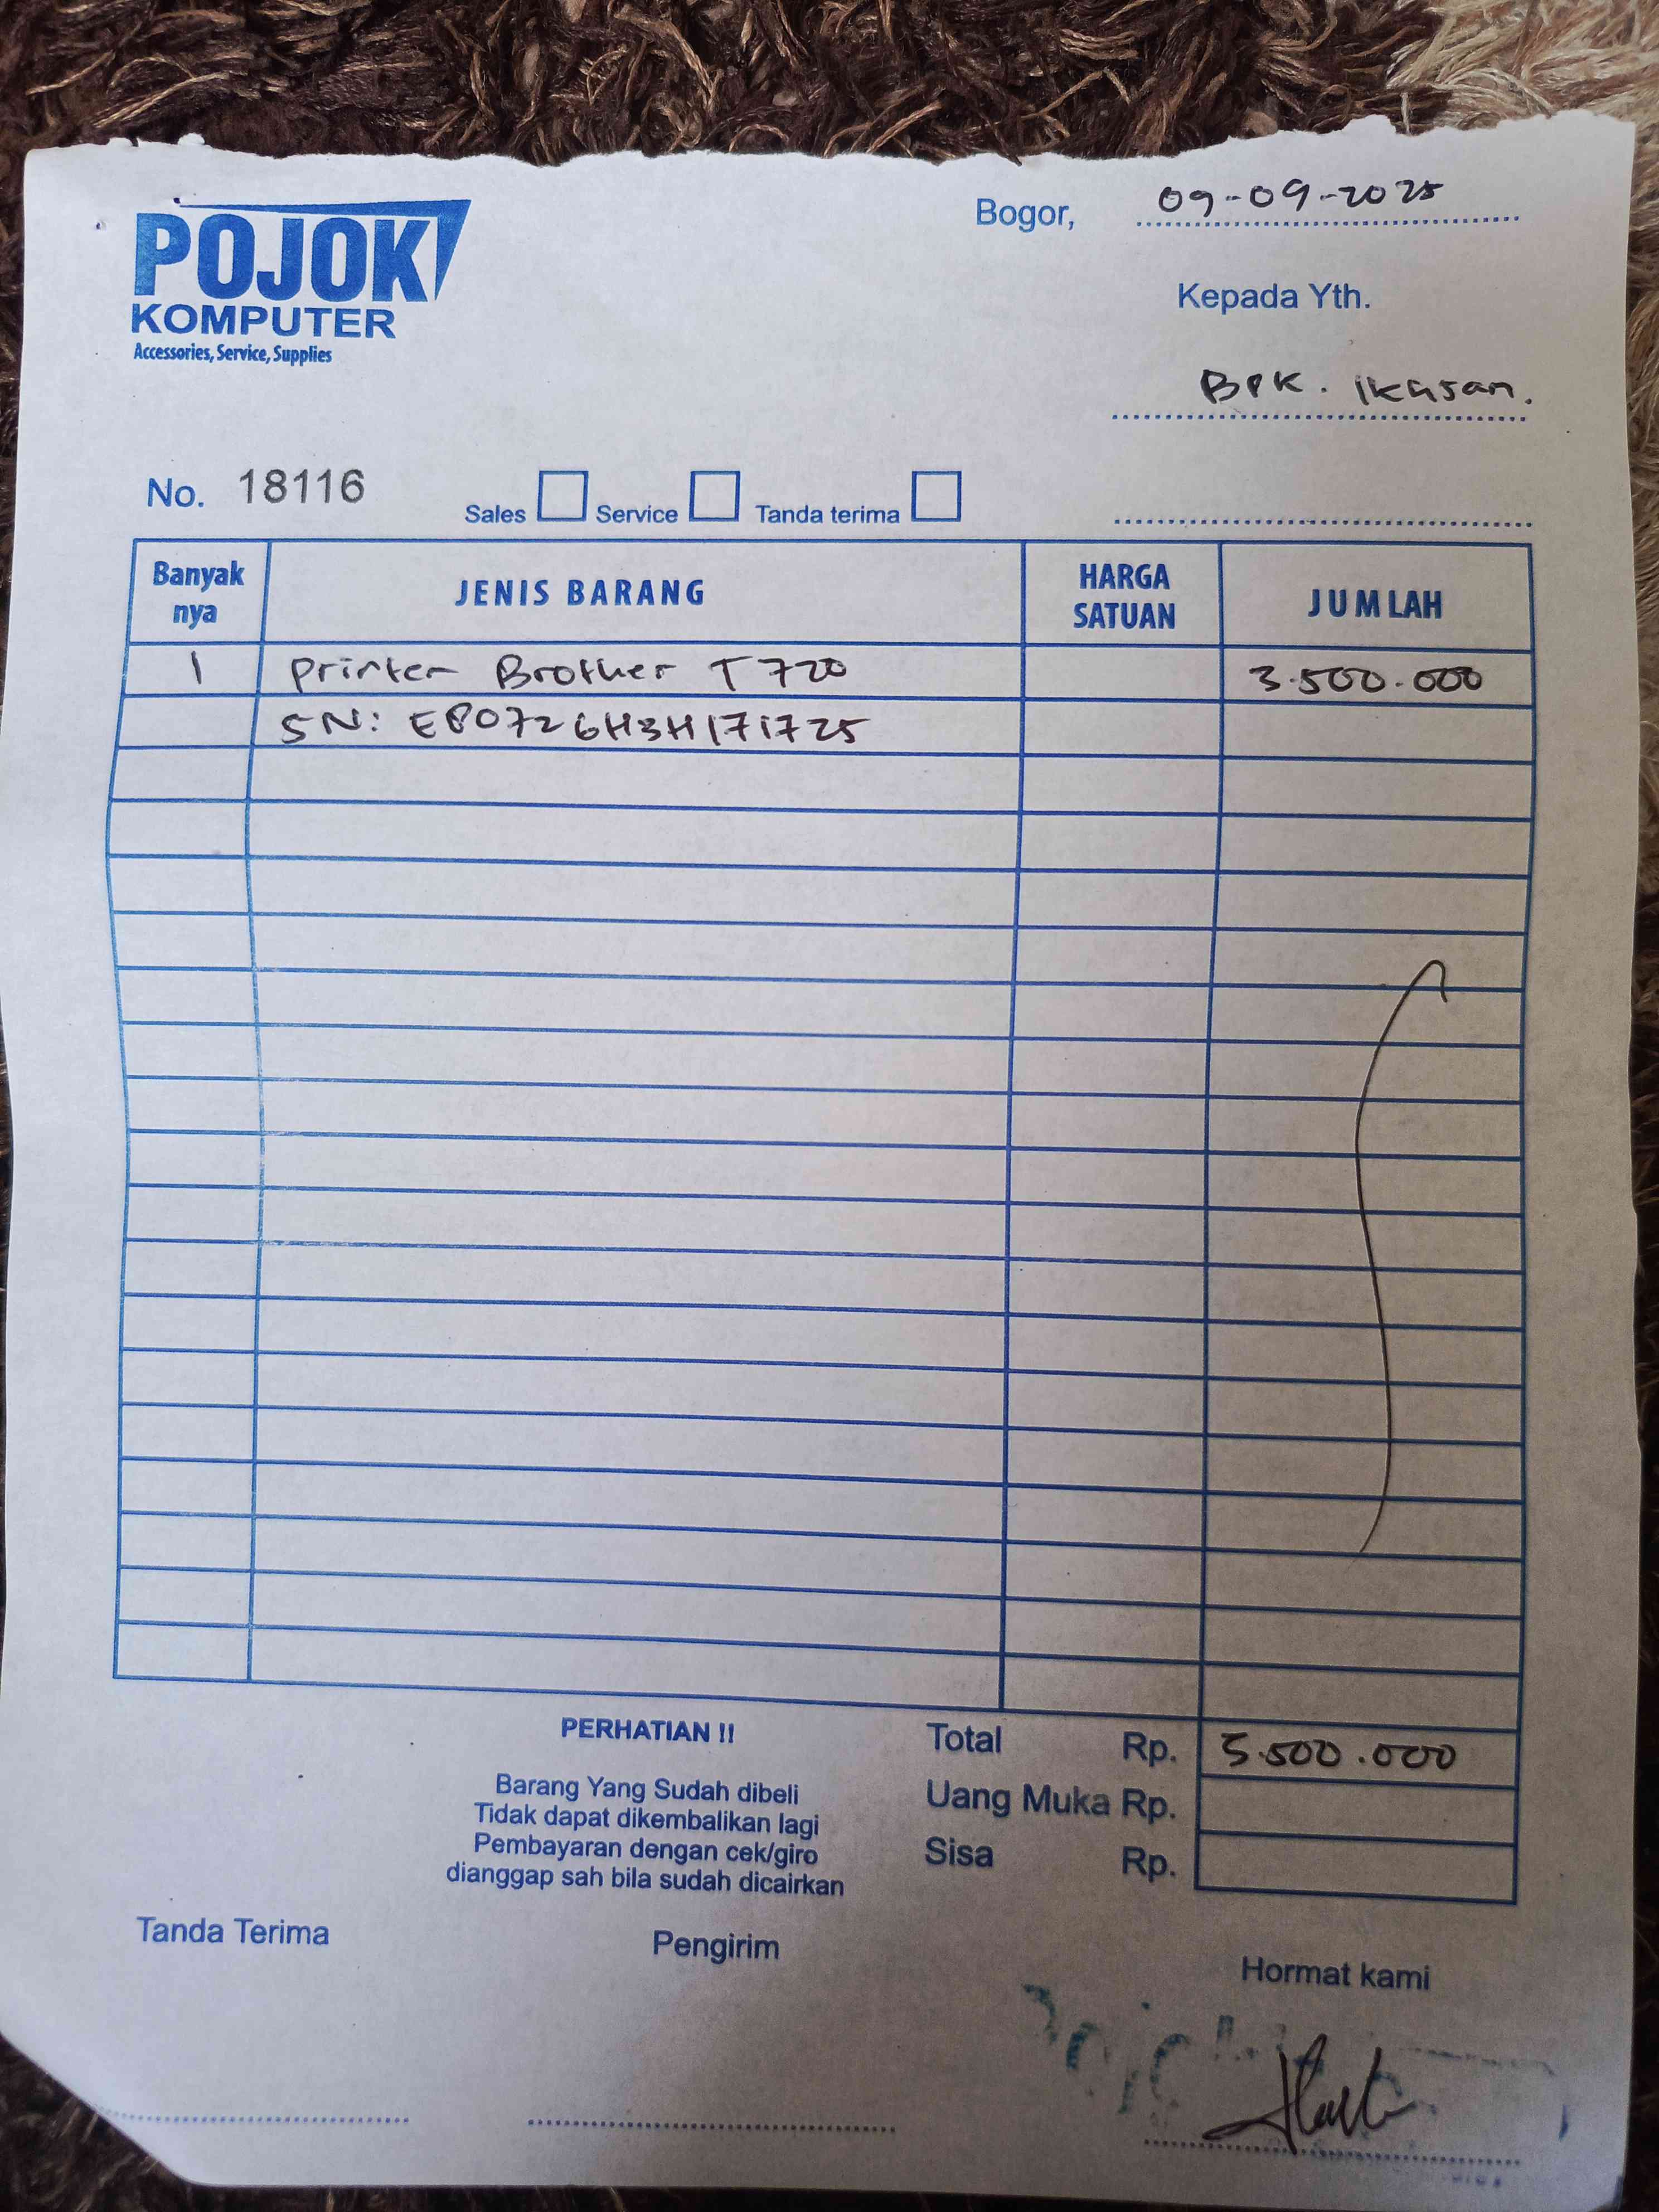 POJOK
KOMPUTER
Accessories, Service, Supplies
Bogor, 09-09-2025
Kepada Yth.
BPK. Ikhsan.
No. 18116
Sales Service Tanda terima
Banyak nya JENIS BARANG HARGA SATUAN JUMLAH
1 Printer Brother T720 3.500.000
SN: E80726H3H171725
PERHATIAN !!
Barang Yang Sudah dibeli
Tidak dapat dikembalikan lagi
Pembayaran dengan cek/giro
dianggap sah bila sudah dicairkan
Total Rp. 3.500.000
Uang Muka Rp.
Sisa Rp.
Tanda Terima
Pengirim
Hormat kami